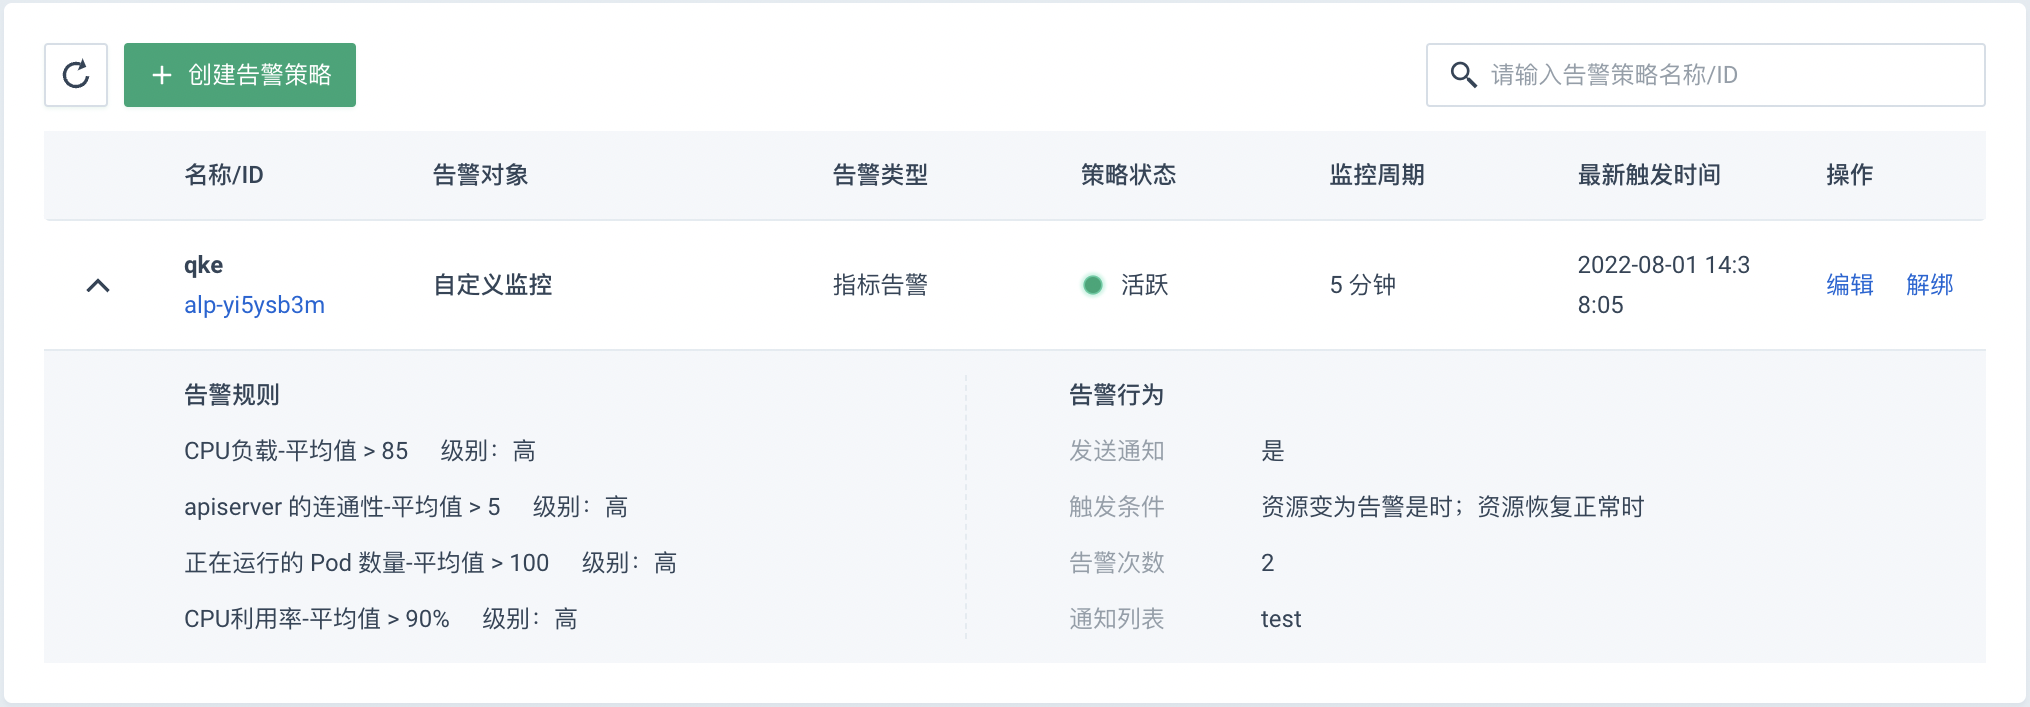 创建告警策略
请输入告警策略名称/ID
名称/ID 告警对象 告警类型 策略状态 监控周期 最新触发时间 操作
qke
alp-yi5ysb3m
自定义监控 指标告警 活跃 5 分钟
2022-08-01 14:3
8:05
编辑 解绑
告警规则
CPU负载-平均值 > 85 级别：高
apiserver 的连通性-平均值 > 5 级别：高
正在运行的 Pod 数量-平均值 > 100 级别：高
CPU利用率-平均值 > 90% 级别：高
告警行为
发送通知 是
触发条件 资源变为告警是时；资源恢复正常时
告警次数 2
通知列表 test